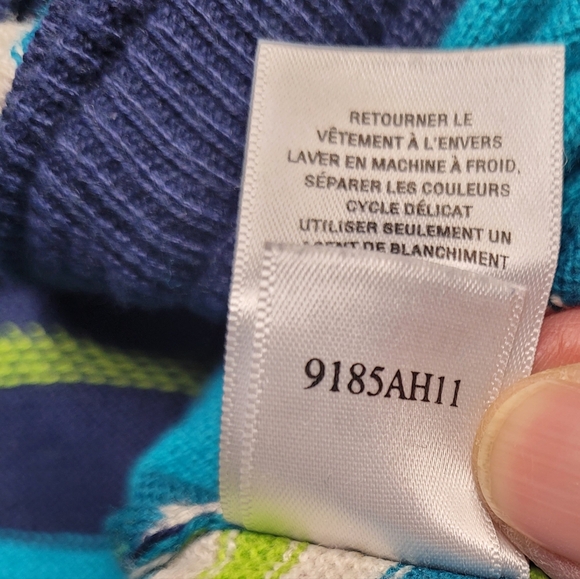 RETOURNER LE
VÊTEMENT À L'ENVERS
LAVER EN MACHINE À FROID,
SÉPARER LES COULEURS
CYCLE DÉLICAT
UTILISER SEULEMENT UN
AGENT DE BLANCHIMENT
9185AH11